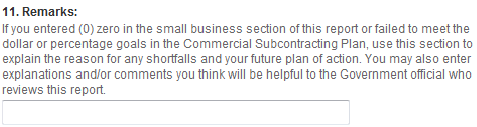 11. Remarks:
If you entered (0) zero in the small business section of this report or failed to meet the
dollar or percentage goals in the Commercial Subcontracting Plan, use this section to
explain the reason for any shortfalls and your future plan of action. You may also enter
explanations and/or comments you think will be helpful to the Government official who
reviews this report.